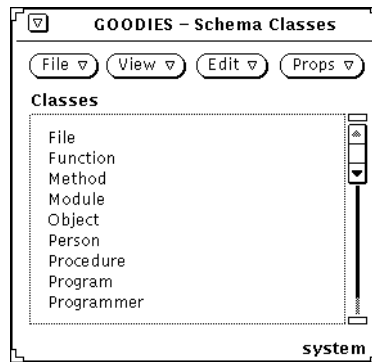 GOODIES – Schema Classes
File View Edit Props
Classes
File
Function
Method
Module
Object
Person
Procedure
Program
Programmer
system